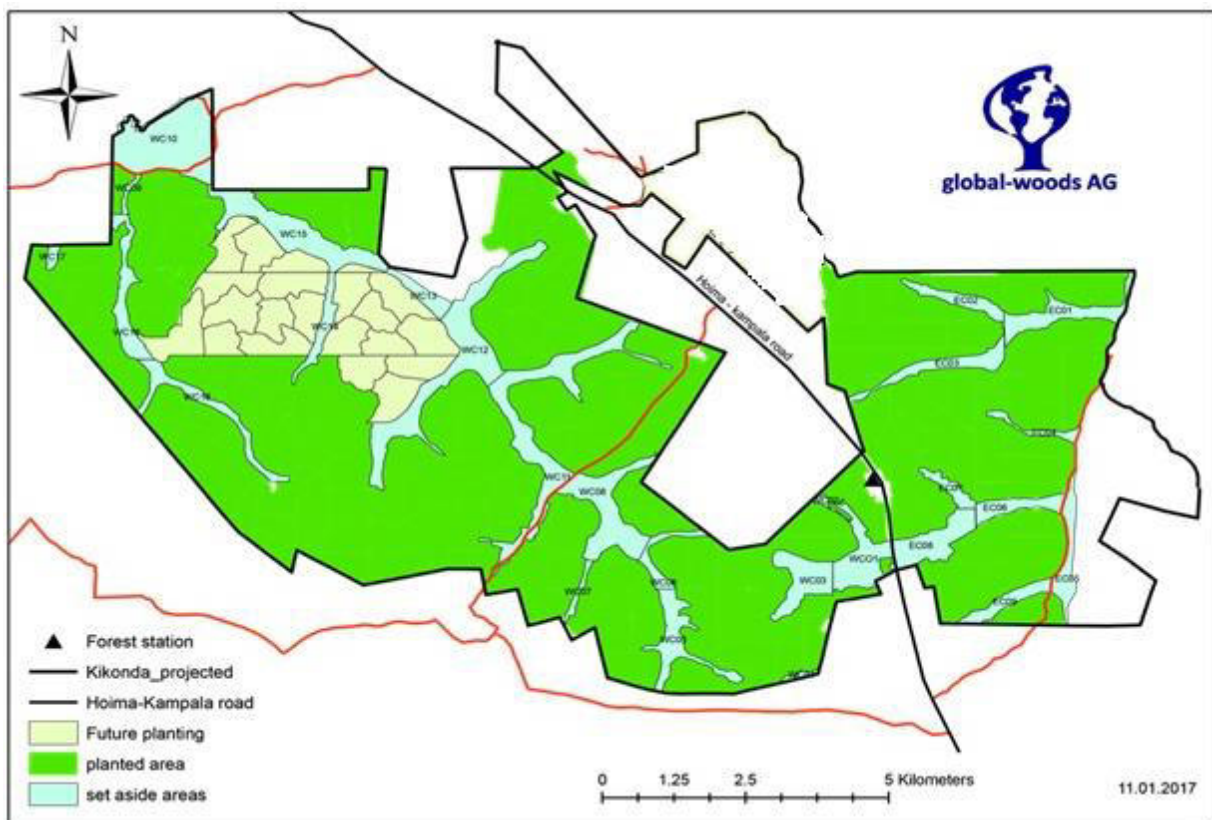 N
WC10
global-woods AG
WC15
WC17
WC13
WC12
Hoima - kampala road
EC02
EC01
EC03
WC11
WC08
EC06
EC08
WCO1
WC03
WC07
EC05
▲ Forest station
Kikonda_projected
Hoima-Kampala road
Future planting
planted area
set aside areas
0 1.25 2.5 5 Kilometers
11.01.2017